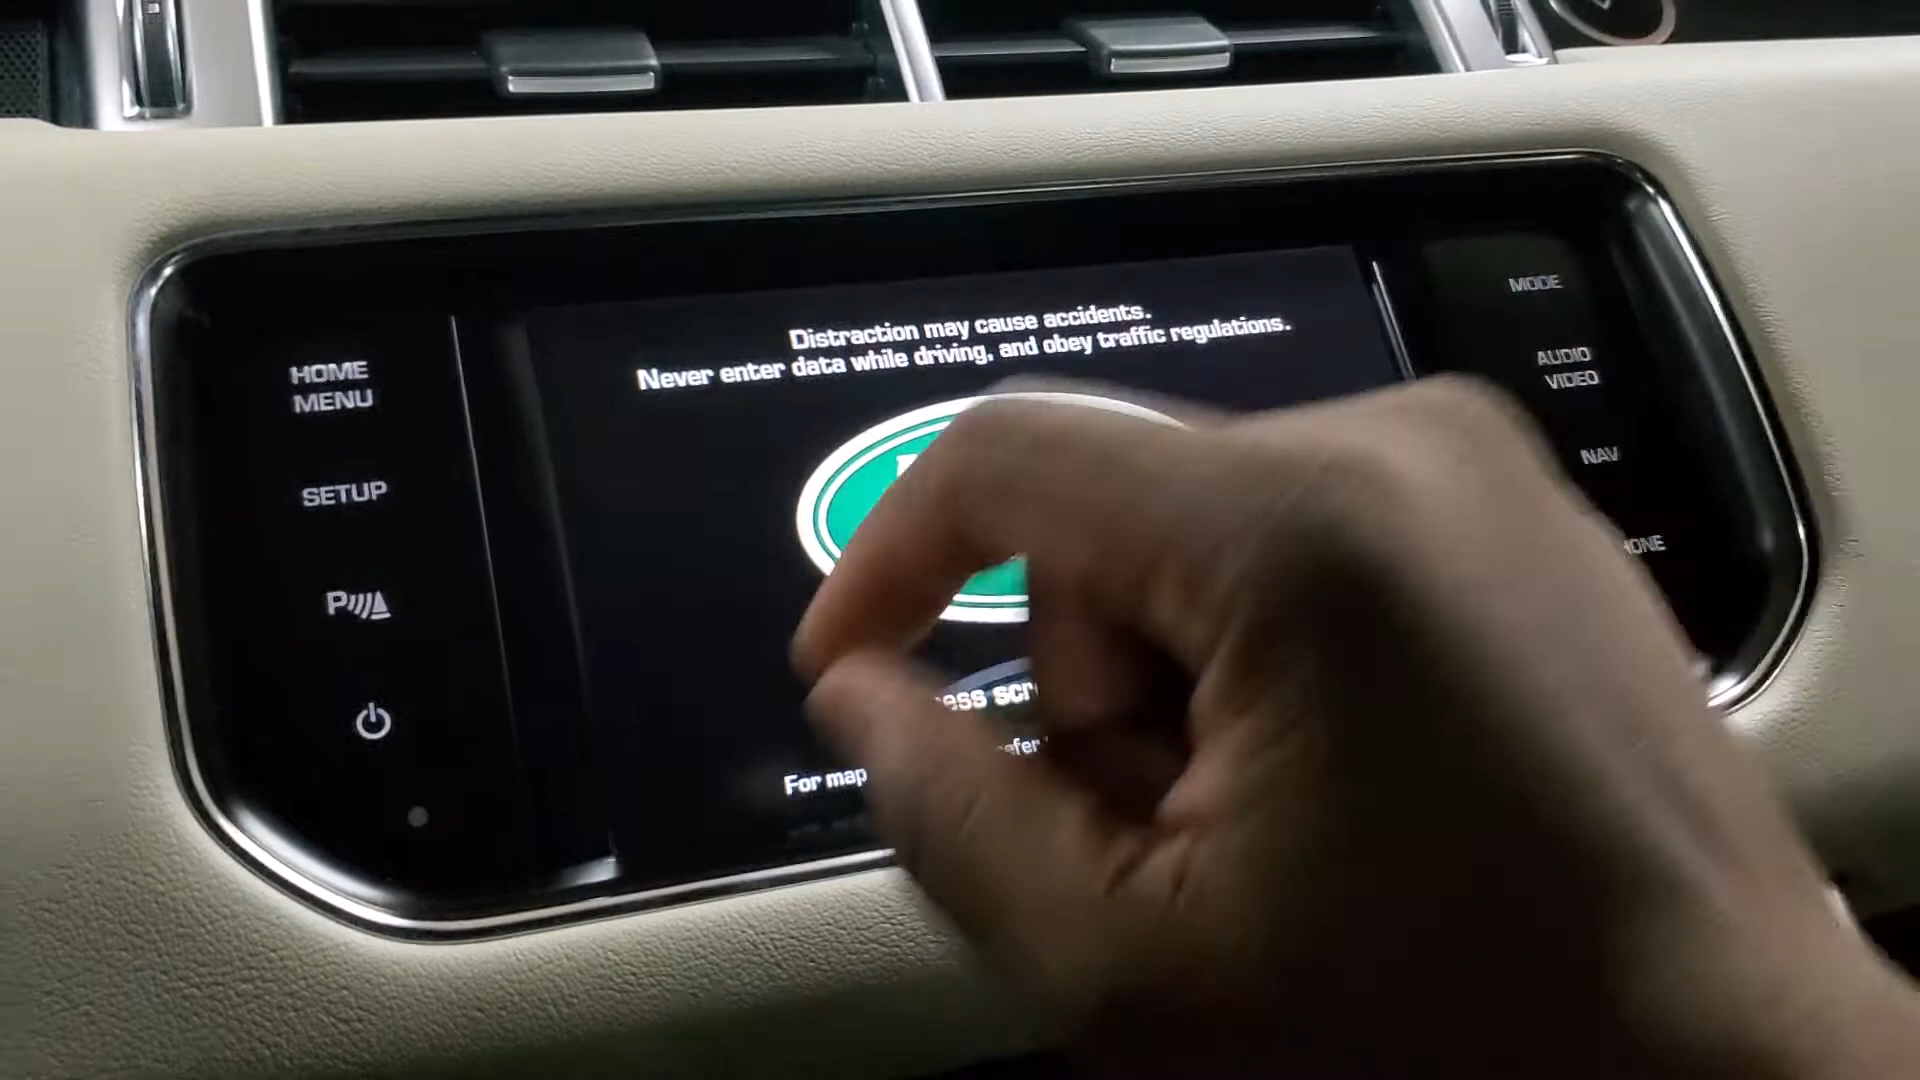 Distraction may cause accidents.
Never enter data while driving, and obey traffic regulations.
HOME
MENU
SETUP
P
For map
MODE
AUDIO
VIDEO
NAV